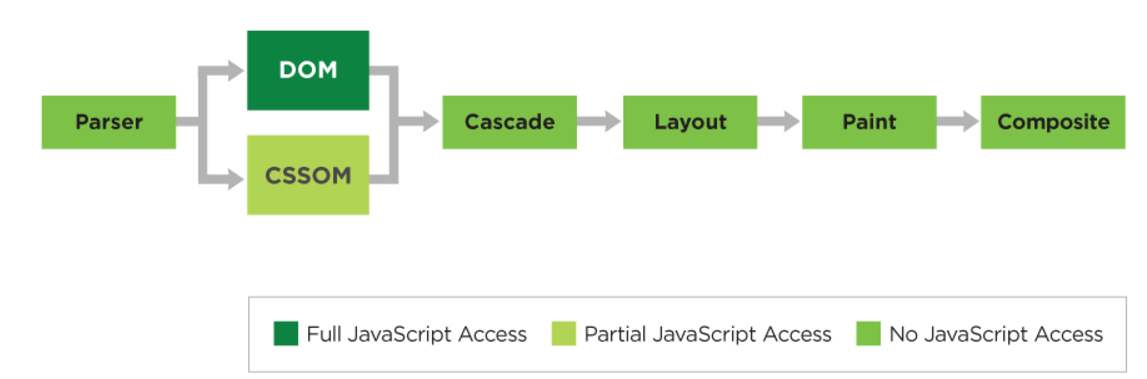 DOM
Parser
Cascade
Layout
Paint
Composite
CSSOM
Full JavaScript Access
Partial JavaScript Access
No JavaScript Access